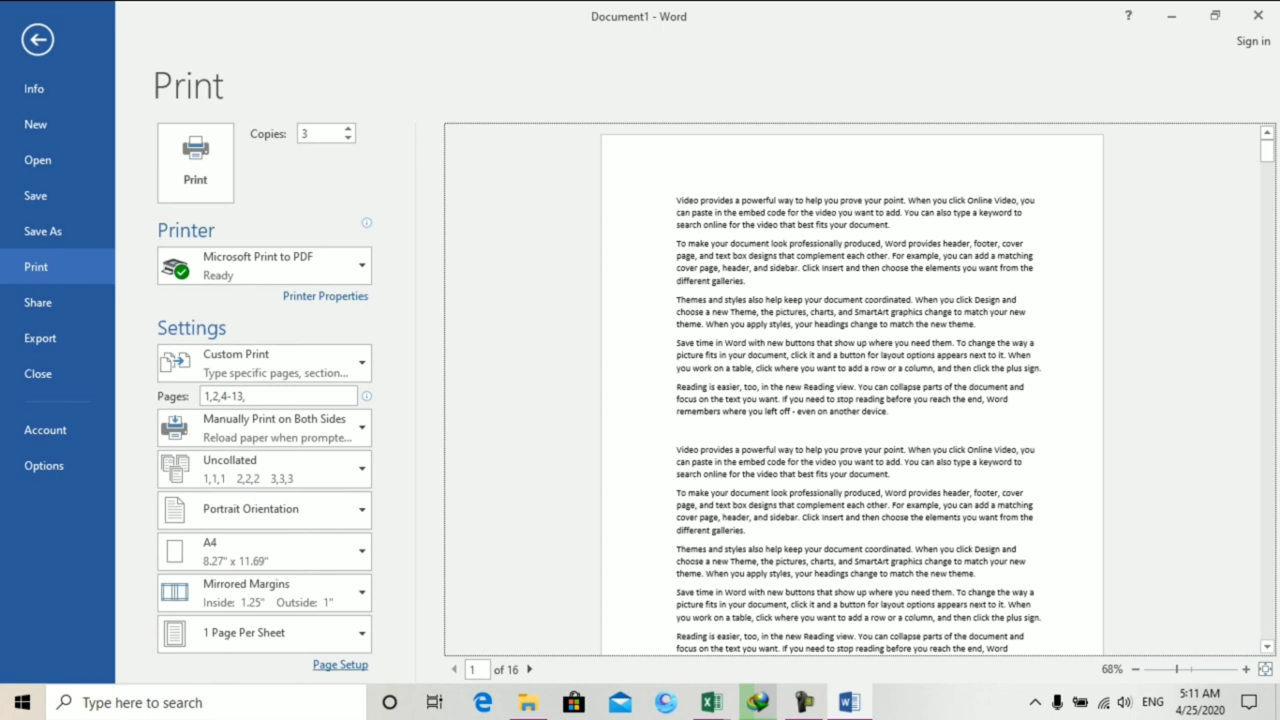 Document1 - Word
?
Sign in
Info
New
Open
Save
Save As
Print
Share
Export
Close
Account
Options
Print
Print
Copies: 3
Printer
Microsoft Print to PDF
Ready
Printer Properties
Settings
Custom Print
Type specific pages, section...
Pages: 1,2,4-13,
Manually Print on Both Sides
Reload paper when prompte...
Uncollated
1,1,1 2,2,2 3,3,3
Portrait Orientation
A4
8.27" x 11.69"
Mirrored Margins
Inside: 1.25" Outside: 1"
1 Page Per Sheet
Page Setup
Video provides a powerful way to help you prove your point. When you click Online Video, you
can paste in the embed code for the video you want to add. You can also type a keyword to
search online for the video that best fits your document.
To make your document look professionally produced, Word provides header, footer, cover
page, and text box designs that complement each other. For example, you can add a matching
cover page, header, and sidebar. Click Insert and then choose the elements you want from the
different galleries.
Themes and styles also help keep your document coordinated. When you click Design and
choose a new Theme, the pictures, charts, and SmartArt graphics change to match your new
theme. When you apply styles, your headings change to match the new theme.
Save time in Word with new buttons that show up where you need them. To change the way a
picture fits in your document, click it and a button for layout options appears next to it. When
you work on a table, click where you want to add a row or a column, and then click the plus sign.
Reading is easier, too, in the new Reading view. You can collapse parts of the document and
focus on the text you want. If you need to stop reading before you reach the end, Word
remembers where you left off - even on another device.
Video provides a powerful way to help you prove your point. When you click Online Video, you
can paste in the embed code for the video you want to add. You can also type a keyword to
search online for the video that best fits your document.
To make your document look professionally produced, Word provides header, footer, cover
page, and text box designs that complement each other. For example, you can add a matching
cover page, header, and sidebar. Click Insert and then choose the elements you want from the
different galleries.
Themes and styles also help keep your document coordinated. When you click Design and
choose a new Theme, the pictures, charts, and SmartArt graphics change to match your new
theme. When you apply styles, your headings change to match the new theme.
Save time in Word with new buttons that show up where you need them. To change the way a
picture fits in your document, click it and a button for layout options appears next to it. When
you work on a table, click where you want to add a row or a column, and then click the plus sign.
Reading is easier, too, in the new Reading view. You can collapse parts of the document and
focus on the text you want. If you need to stop reading before you reach the end, Word
1 of 16
68%
Type here to search
ENG
5:11 AM
4/25/2020